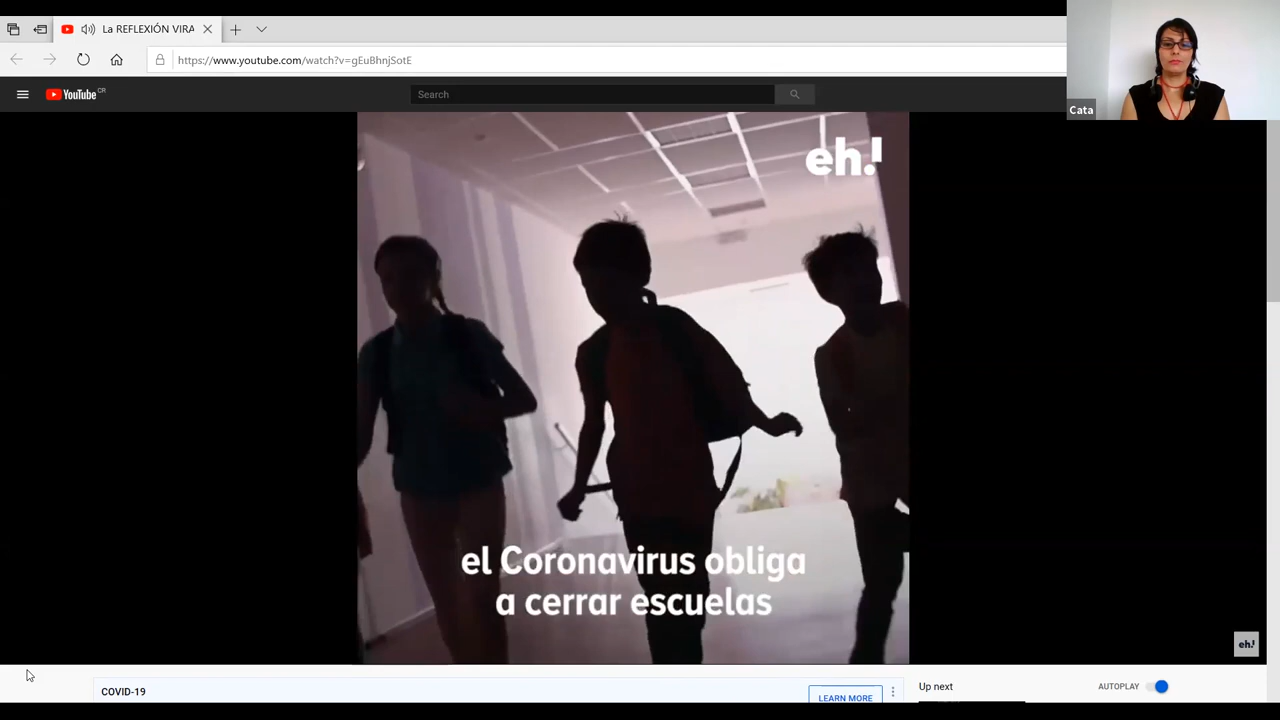 La REFLEXIÓN VIRA
https://www.youtube.com/watch?v=gEuBhnjSotE
YouTube CR
Search
Cata
eh!
el Coronavirus obliga
a cerrar escuelas
eh!
COVID-19
LEARN MORE
Up next
AUTOPLAY